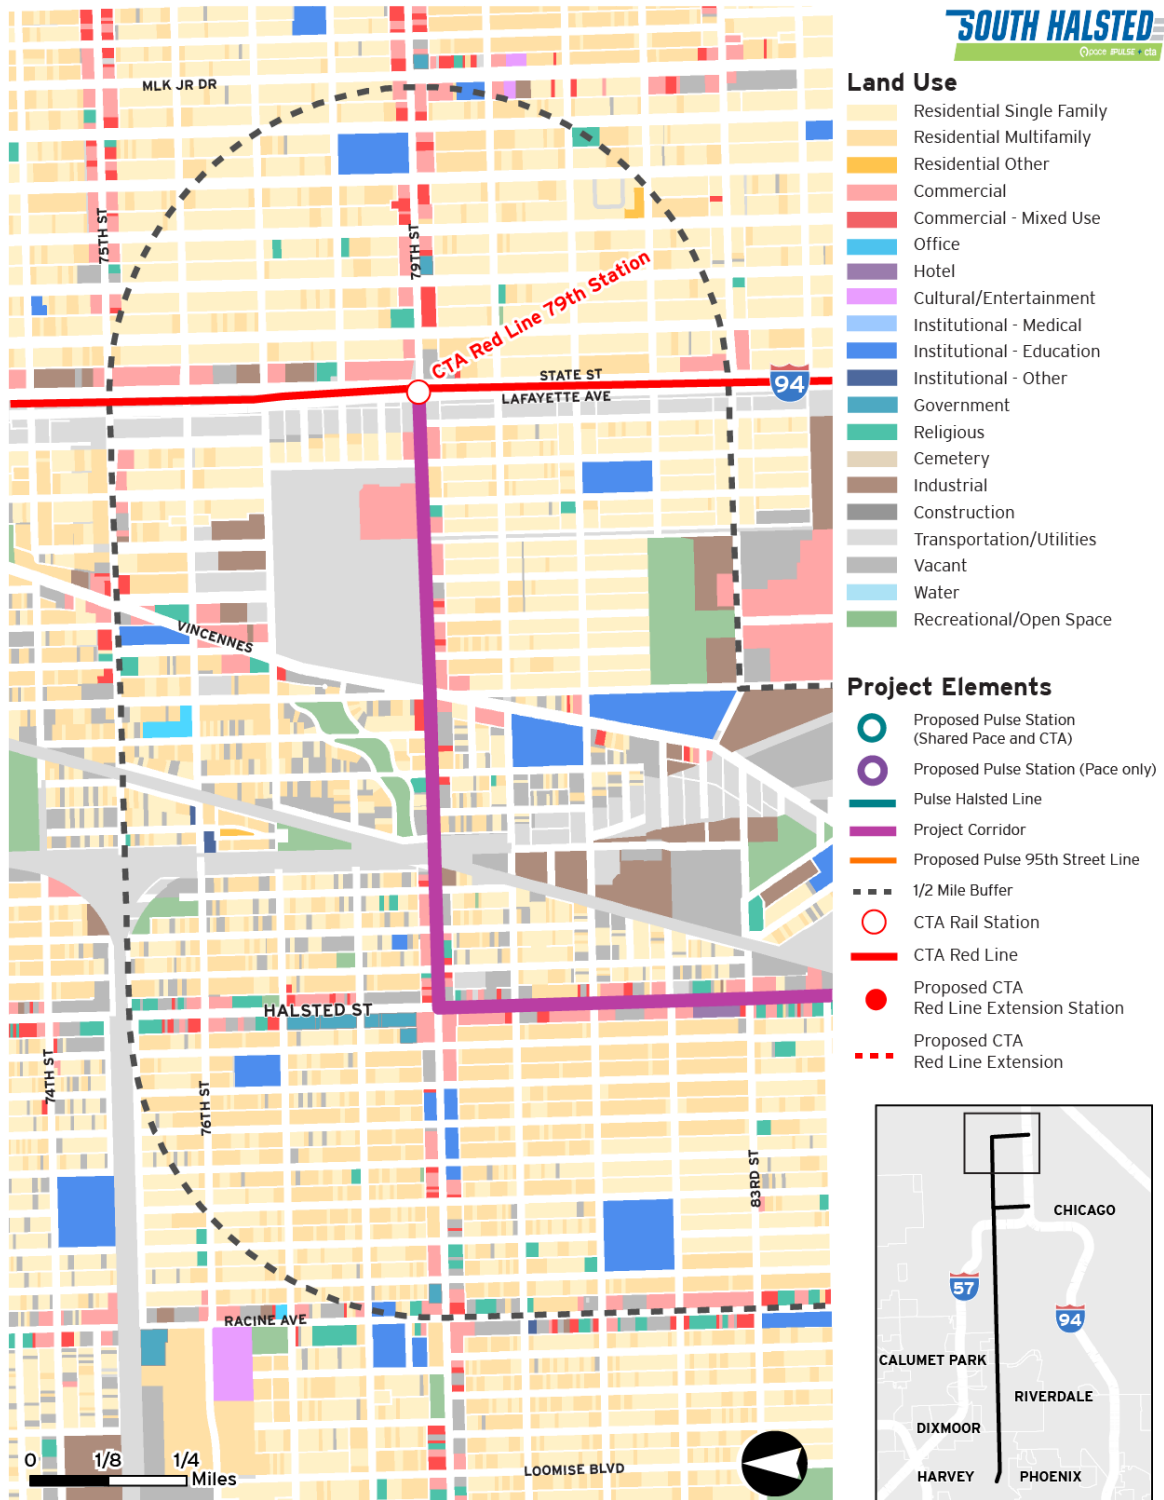 SOUTH HALSTED
pace PULSE + cta
Land Use
Residential Single Family
Residential Multifamily
Residential Other
Commercial
Commercial - Mixed Use
Office
Hotel
Cultural/Entertainment
Institutional - Medical
Institutional - Education
Institutional - Other
Government
Religious
Cemetery
Industrial
Construction
Transportation/Utilities
Vacant
Water
Recreational/Open Space
Project Elements
Proposed Pulse Station
(Shared Pace and CTA)
Proposed Pulse Station (Pace only)
Pulse Halsted Line
Project Corridor
Proposed Pulse 95th Street Line
1/2 Mile Buffer
CTA Rail Station
CTA Red Line
Proposed CTA
Red Line Extension Station
Proposed CTA
Red Line Extension
MLK JR DR
75TH ST
79TH ST
CTA Red Line 79th Station
STATE ST
LAFAYETTE AVE
94
VINCENNES
HALSTED ST
74TH ST
76TH ST
83RD ST
RACINE AVE
LOOMISE BLVD
0 1/8 1/4
Miles
CHICAGO
57
94
CALUMET PARK
RIVERDALE
DIXMOOR
HARVEY
PHOENIX